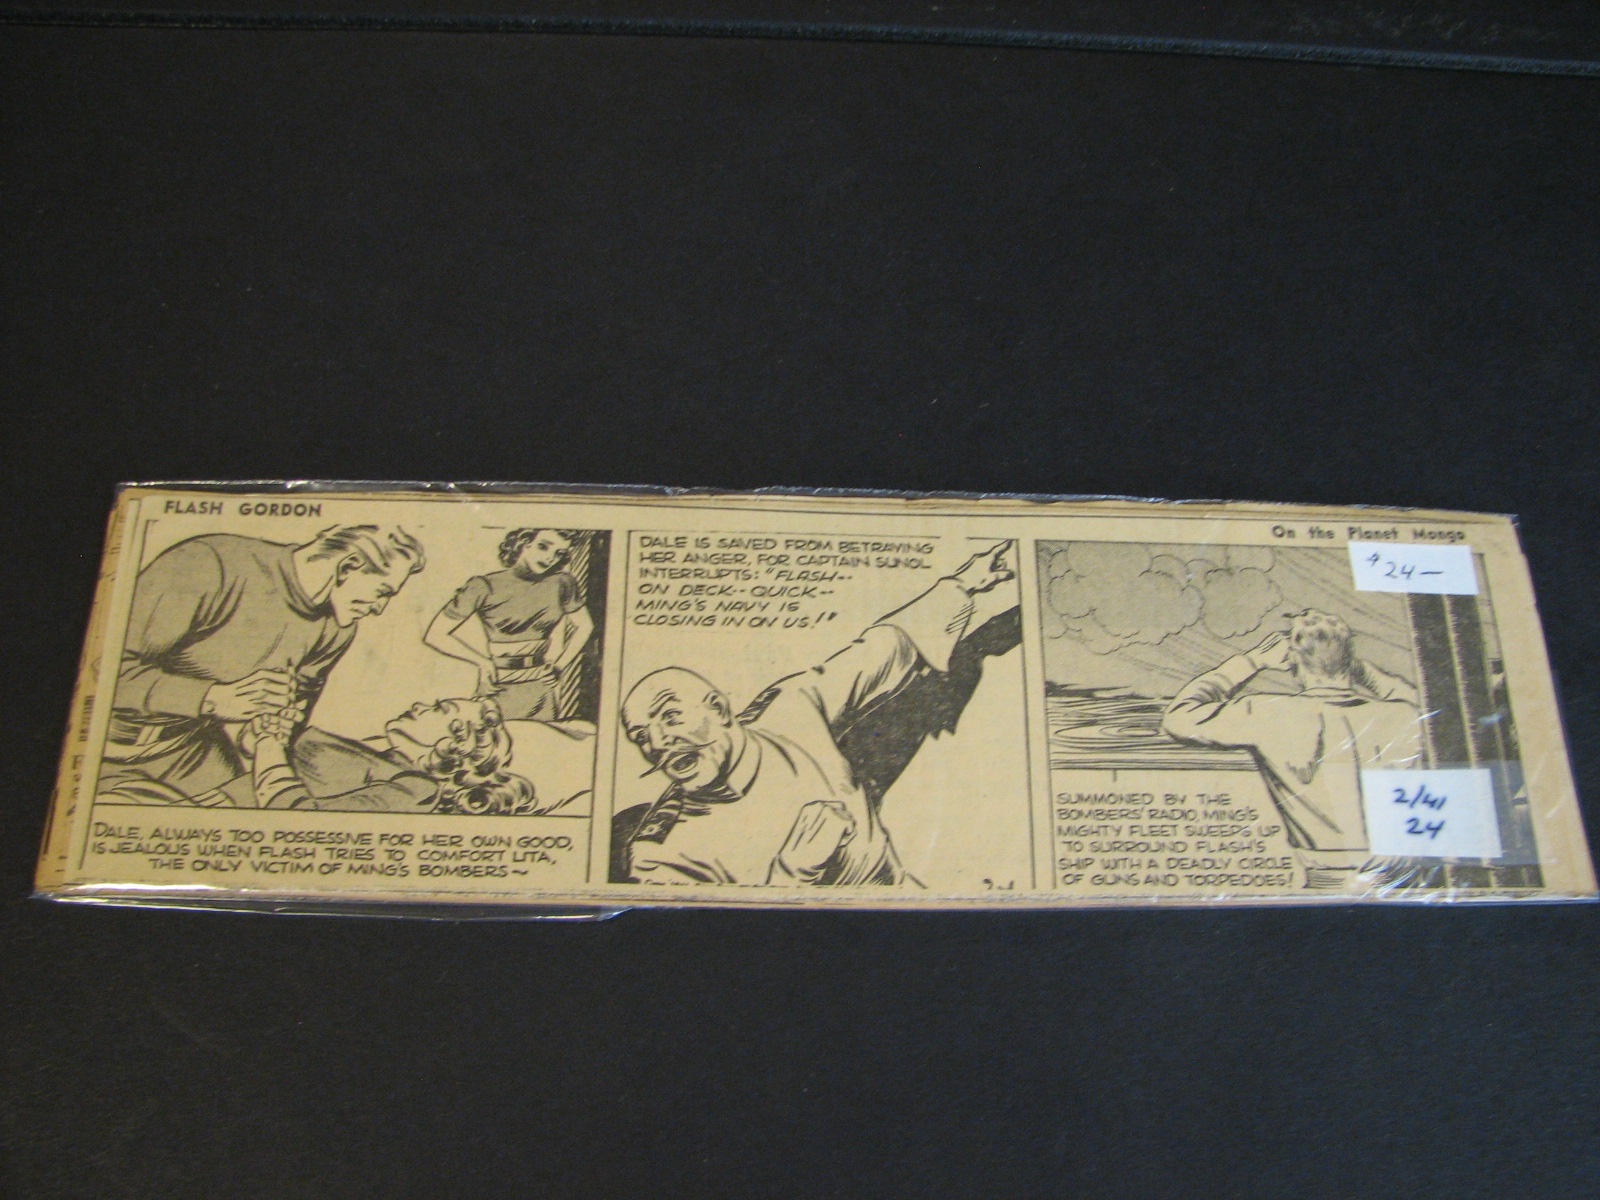 FLASH GORDON
On the Planet Mongo
DALE, ALWAYS TOO POSSESSIVE FOR HER OWN GOOD,
IS JEALOUS WHEN FLASH TRIES TO COMFORT LITA,
THE ONLY VICTIM OF MING'S BOMBERS~
DALE IS SAVED FROM BETRAYING
HER ANGER, FOR CAPTAIN SUNOL
INTERRUPTS: "FLASH--
ON DECK-- QUICK--
MING'S NAVY IS
CLOSING IN ON US!"
SUMMONED BY THE
BOMBERS' RADIO, MING'S
MIGHTY FLEET SWEEPS UP
TO SURROUND FLASH'S
SHIP WITH A DEADLY CIRCLE
OF GUNS AND TORPEDOES!
$24—
2/41
24